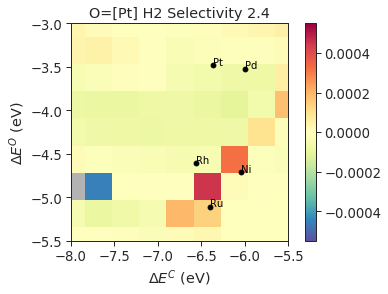 O=[Pt] H2 Selectivity 2.4
−3.0
−3.5
−4.0
−4.5
−5.0
−5.5
ΔE^O (eV)
Pt
Pd
Rh
Ni
Ru
−8.0 −7.5 −7.0 −6.5 −6.0 −5.5
ΔE^C (eV)
0.0004
0.0002
0.0000
−0.0002
−0.0004